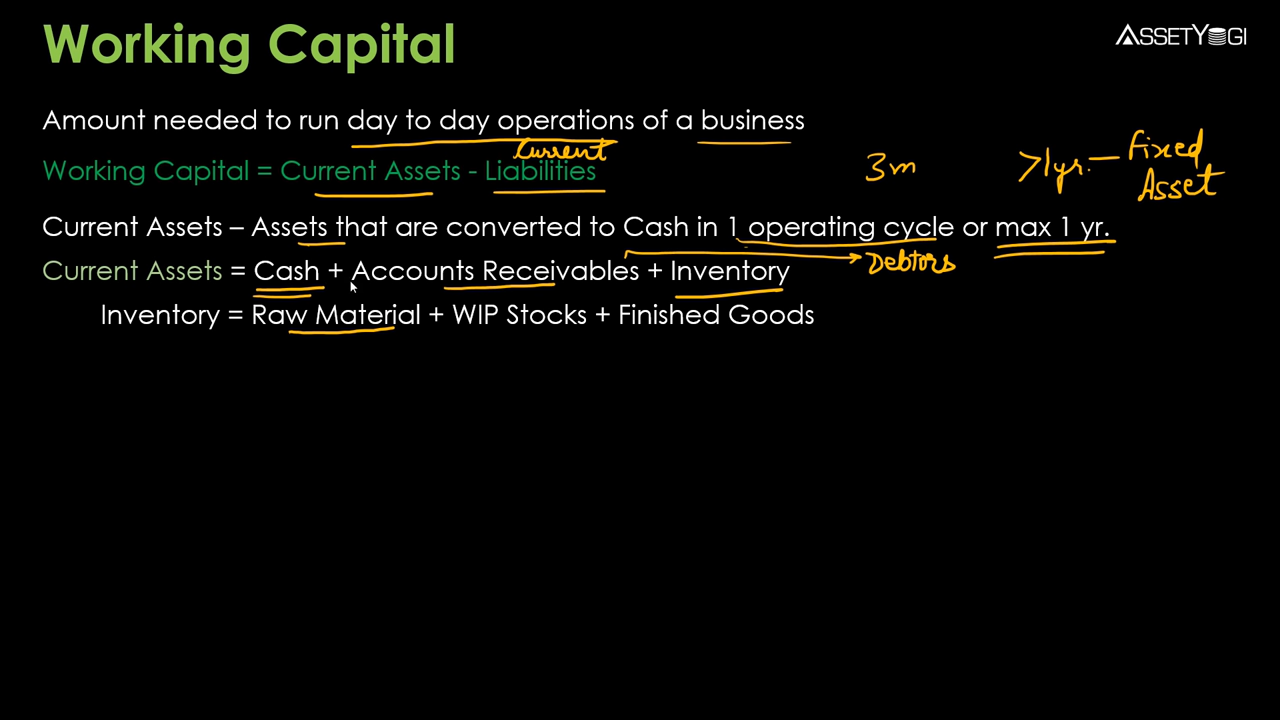 Working Capital
ASSETYOGI
Amount needed to run day to day operations of a business
Current
Working Capital = Current Assets - Liabilities
3m
>1yr. — Fixed
Asset
Current Assets – Assets that are converted to Cash in 1 operating cycle or max 1 yr.
Debtors
Current Assets = Cash + Accounts Receivables + Inventory
Inventory = Raw Material + WIP Stocks + Finished Goods